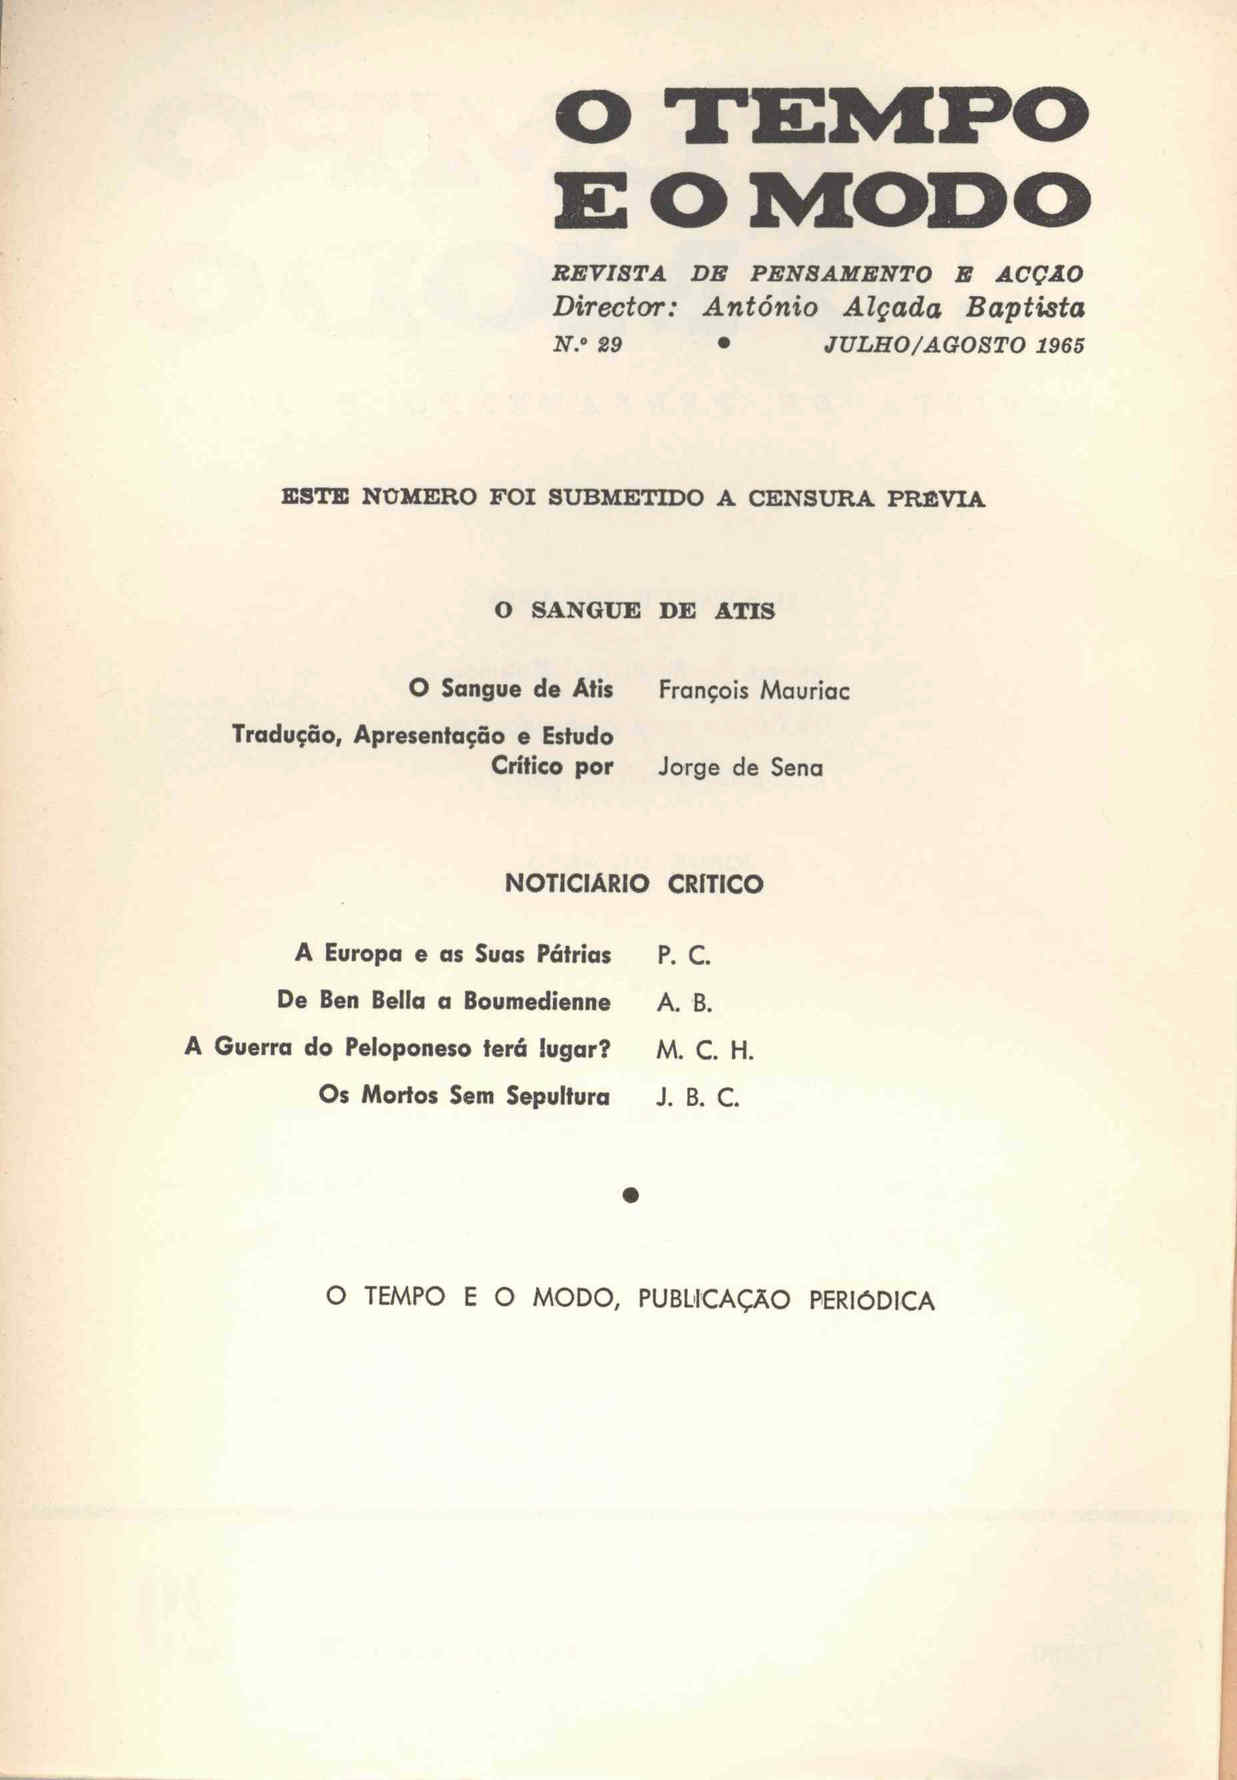 O TEMPO
E O MODO
REVISTA DE PENSAMENTO E ACÇÃO
Director: António Alçada Baptista
N.º 29 • JULHO/AGOSTO 1965
ESTE NÚMERO FOI SUBMETIDO A CENSURA PRÉVIA
O SANGUE DE ATIS
O Sangue de Átis François Mauriac
Tradução, Apresentação e Estudo
Crítico por Jorge de Sena
NOTICIÁRIO CRÍTICO
A Europa e as Suas Pátrias P. C.
De Ben Bella a Boumedienne A. B.
A Guerra do Peloponeso terá lugar? M. C. H.
Os Mortos Sem Sepultura J. B. C.
•
O TEMPO E O MODO, PUBLICAÇÃO PERIÓDICA